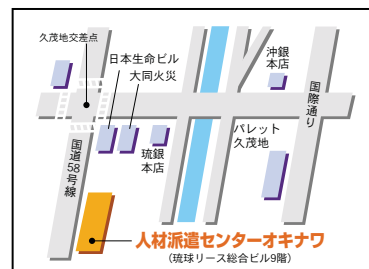 久茂地交差点
日本生命ビル
大同火災
沖銀
本店
国際通り
パレット
久茂地
琉銀
本店
国道58号線
人材派遣センターオキナワ
(琉球リース総合ビル9階)